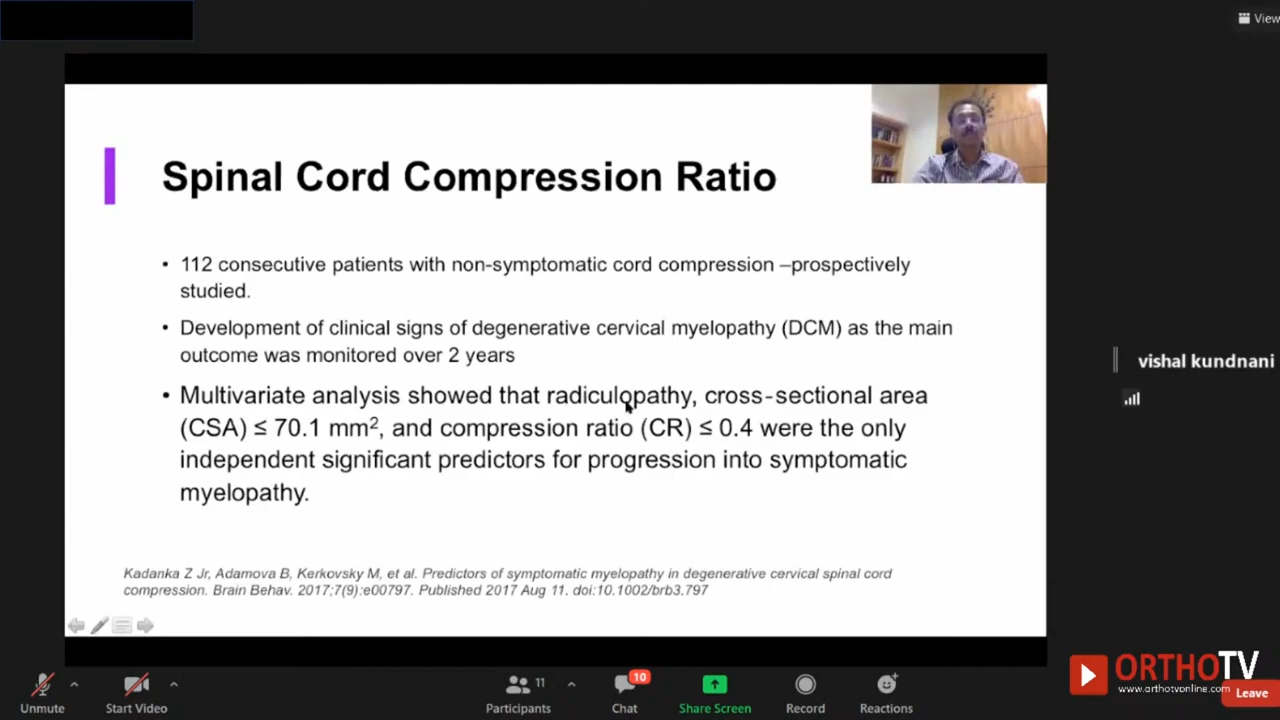 View
Spinal Cord Compression Ratio
• 112 consecutive patients with non-symptomatic cord compression –prospectively
studied.
• Development of clinical signs of degenerative cervical myelopathy (DCM) as the main
outcome was monitored over 2 years
• Multivariate analysis showed that radiculopathy, cross-sectional area
(CSA) ≤ 70.1 mm², and compression ratio (CR) ≤ 0.4 were the only
independent significant predictors for progression into symptomatic
myelopathy.
vishal kundnani
Kadanka Z Jr, Adamova B, Kerkovsky M, et al. Predictors of symptomatic myelopathy in degenerative cervical spinal cord
compression. Brain Behav. 2017;7(9):e00797. Published 2017 Aug 11. doi:10.1002/brb3.797
ORTHOTV
www.orthotvonline.com
Leave
11
10
Unmute
Start Video
Participants
Chat
Share Screen
Record
Reactions